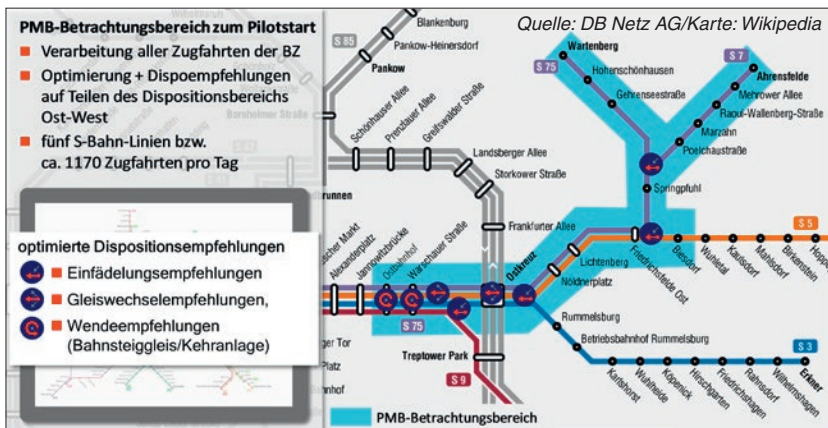 PMB-Betrachtungsbereich zum Pilotstart
Verarbeitung aller Zugfahrten der BZ
Optimierung + Dispoempfehlungen
auf Teilen des Dispositionsbereichs
Ost-West
fünf S-Bahn-Linien bzw.
ca. 1170 Zugfahrten pro Tag
optimierte Dispositionsempfehlungen
Einfädelungsempfehlungen
Gleiswechselempfehlungen,
Wendeempfehlungen
(Bahnsteiggleis/Kehranlage)
Quelle: DB Netz AG/Karte: Wikipedia
S 85
Blankenburg
Pankow-Heinersdorf
Pankow
Bornholmer Straße
Schönhauser Allee
Prenzlauer Allee
Greifswalder Straße
Landsberger Allee
Storkower Straße
Frankfurter Allee
Wartenberg
S 75
Hohenschönhausen
Gehrenseestraße
S 7
Ahrensfelde
Mehrower Allee
Raoul-Wallenberg-Straße
Marzahn
Poelchaustraße
Springpfuhl
Alexanderplatz
Jannowitzbrücke
Ostbahnhof
Warschauer Straße
Ostkreuz
Nöldnerplatz
Lichtenberg
Friedrichsfelde Ost
Biesdorf
Wuhletal
Kaulsdorf
Mahlsdorf
Birkenstein
S 5
S 75
Rummelsburg
Betriebsbahnhof Rummelsburg
Karlshorst
Wuhlheide
Köpenick
Hirschgarten
Friedrichshagen
Rahnsdorf
Wilhelmshagen
Erkner
S 3
Treptower Park
S 9
PMB-Betrachtungsbereich